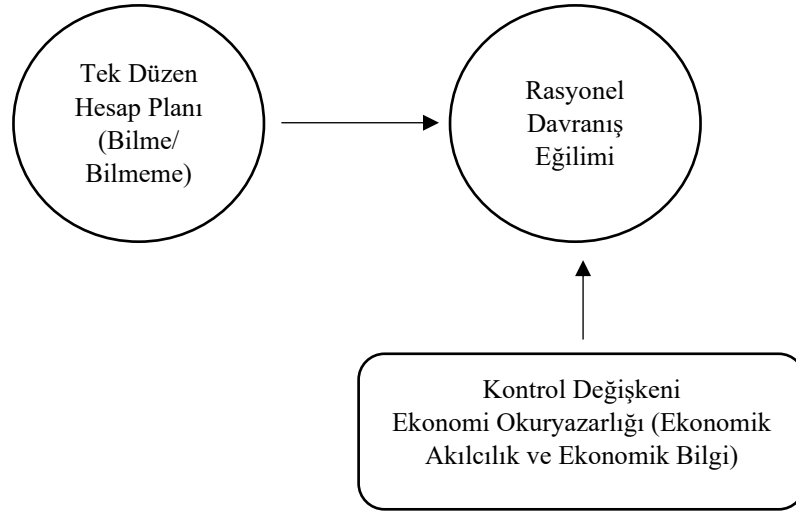 Tek Düzen
Hesap Planı
(Bilme/
Bilmeme)
Rasyonel
Davranış
Eğilimi
Kontrol Değişkeni
Ekonomi Okuryazarlığı (Ekonomik
Akılcılık ve Ekonomik Bilgi)